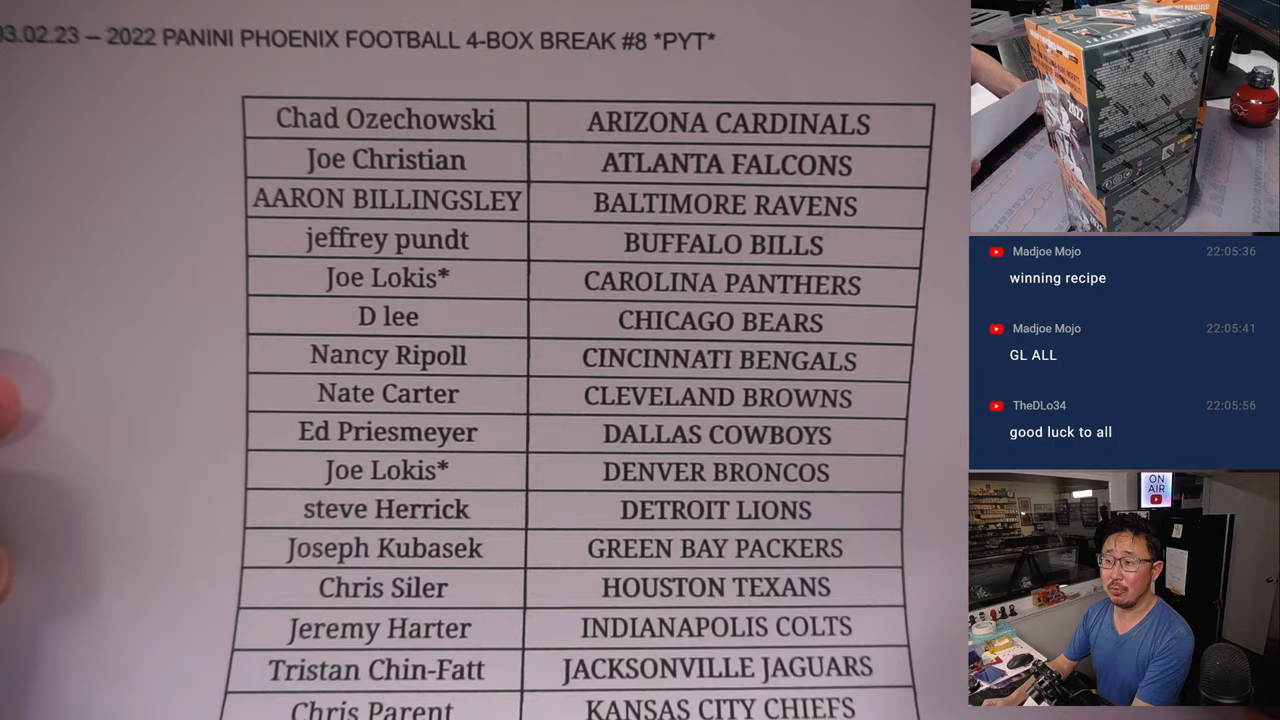 03.02.23 – 2022 PANINI PHOENIX FOOTBALL 4-BOX BREAK #8 *PYT*
Chad Ozechowski ARIZONA CARDINALS
Joe Christian ATLANTA FALCONS
AARON BILLINGSLEY BALTIMORE RAVENS
jeffrey pundt BUFFALO BILLS
Joe Lokis* CAROLINA PANTHERS
D lee CHICAGO BEARS
Nancy Ripoll CINCINNATI BENGALS
Nate Carter CLEVELAND BROWNS
Ed Priesmeyer DALLAS COWBOYS
Joe Lokis* DENVER BRONCOS
steve Herrick DETROIT LIONS
Joseph Kubasek GREEN BAY PACKERS
Chris Siler HOUSTON TEXANS
Jeremy Harter INDIANAPOLIS COLTS
Tristan Chin-Fatt JACKSONVILLE JAGUARS
Chris Parent KANSAS CITY CHIEFS
2022
Madjoe Mojo 22:05:36
winning recipe
Madjoe Mojo 22:05:41
GL ALL
TheDLo34 22:05:56
good luck to all
ON
AIR